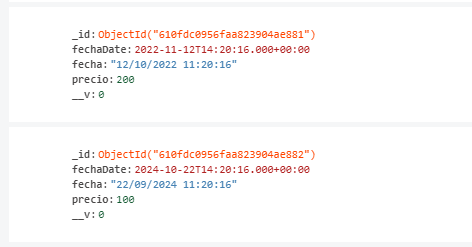 _id: ObjectId("610fdc0956faa823904ae881")
fechaDate: 2022-11-12T14:20:16.000+00:00
fecha: "12/10/2022 11:20:16"
precio: 200
__v: 0
_id: ObjectId("610fdc0956faa823904ae882")
fechaDate: 2024-10-22T14:20:16.000+00:00
fecha: "22/09/2024 11:20:16"
precio: 100
__v: 0